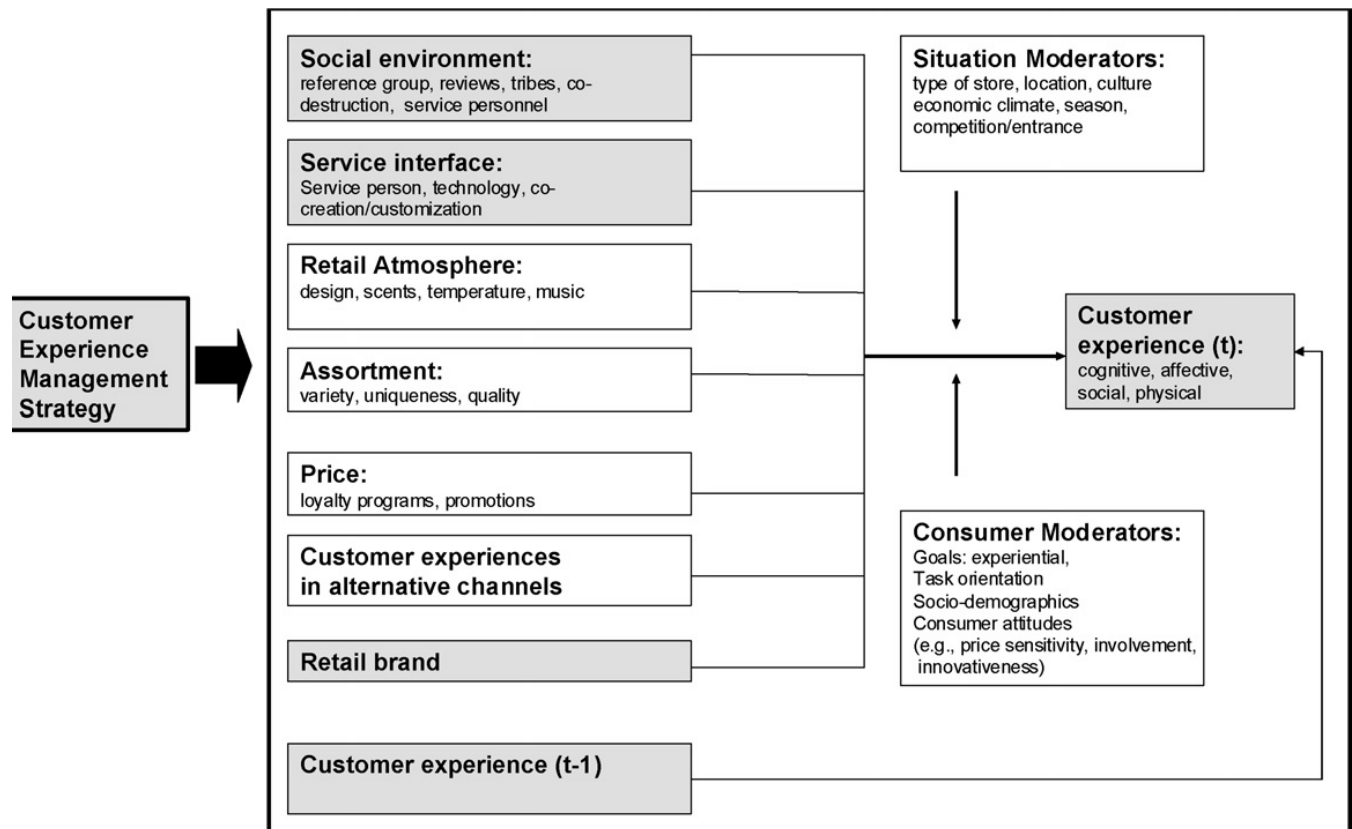 Customer
Experience
Management
Strategy
Social environment:
reference group, reviews, tribes, co-
destruction, service personnel
Service interface:
Service person, technology, co-
creation/customization
Retail Atmosphere:
design, scents, temperature, music
Assortment:
variety, uniqueness, quality
Price:
loyalty programs, promotions
Customer experiences
in alternative channels
Retail brand
Customer experience (t-1)
Situation Moderators:
type of store, location, culture
economic climate, season,
competition/entrance
Consumer Moderators:
Goals: experiential,
Task orientation
Socio-demographics
Consumer attitudes
(e.g., price sensitivity, involvement,
innovativeness)
Customer
experience (t):
cognitive, affective,
social, physical